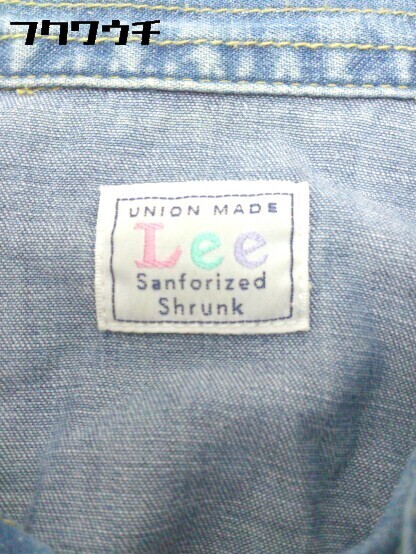 フクワウチ
UNION MADE
Lee
Sanforized
Shrunk